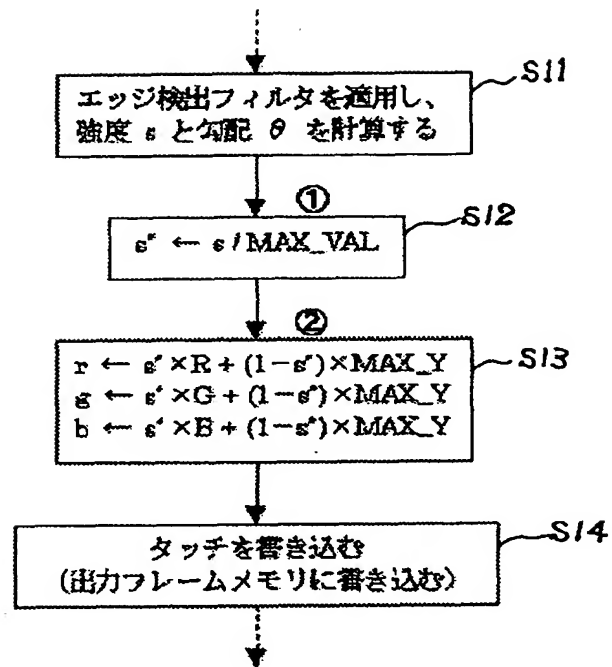 S11
エッジ検出フィルタを適用し、
強度 s と勾配 θ を計算する
①
S12
s' ← s / MAX_VAL
②
S13
r ← s' × R + (1-s') × MAX_Y
g ← s' × G + (1-s') × MAX_Y
b ← s' × B + (1-s') × MAX_Y
S14
タッチを書き込む
(出力フレームメモリに書き込む)